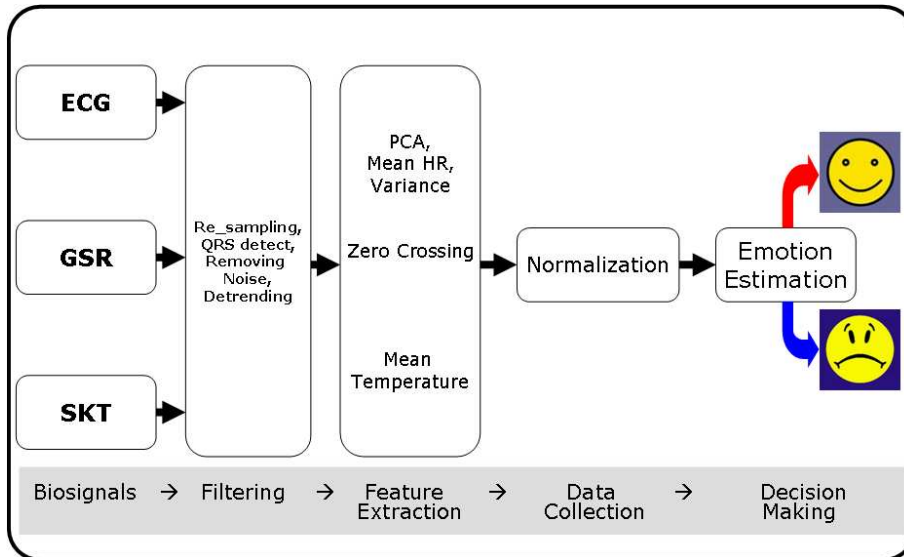 ECG
GSR
SKT
Re_sampling,
QRS detect,
Removing
Noise,
Detrending
PCA,
Mean HR,
Variance
Zero Crossing
Mean
Temperature
Normalization
Emotion
Estimation
Biosignals → Filtering → Feature Extraction → Data Collection → Decision Making